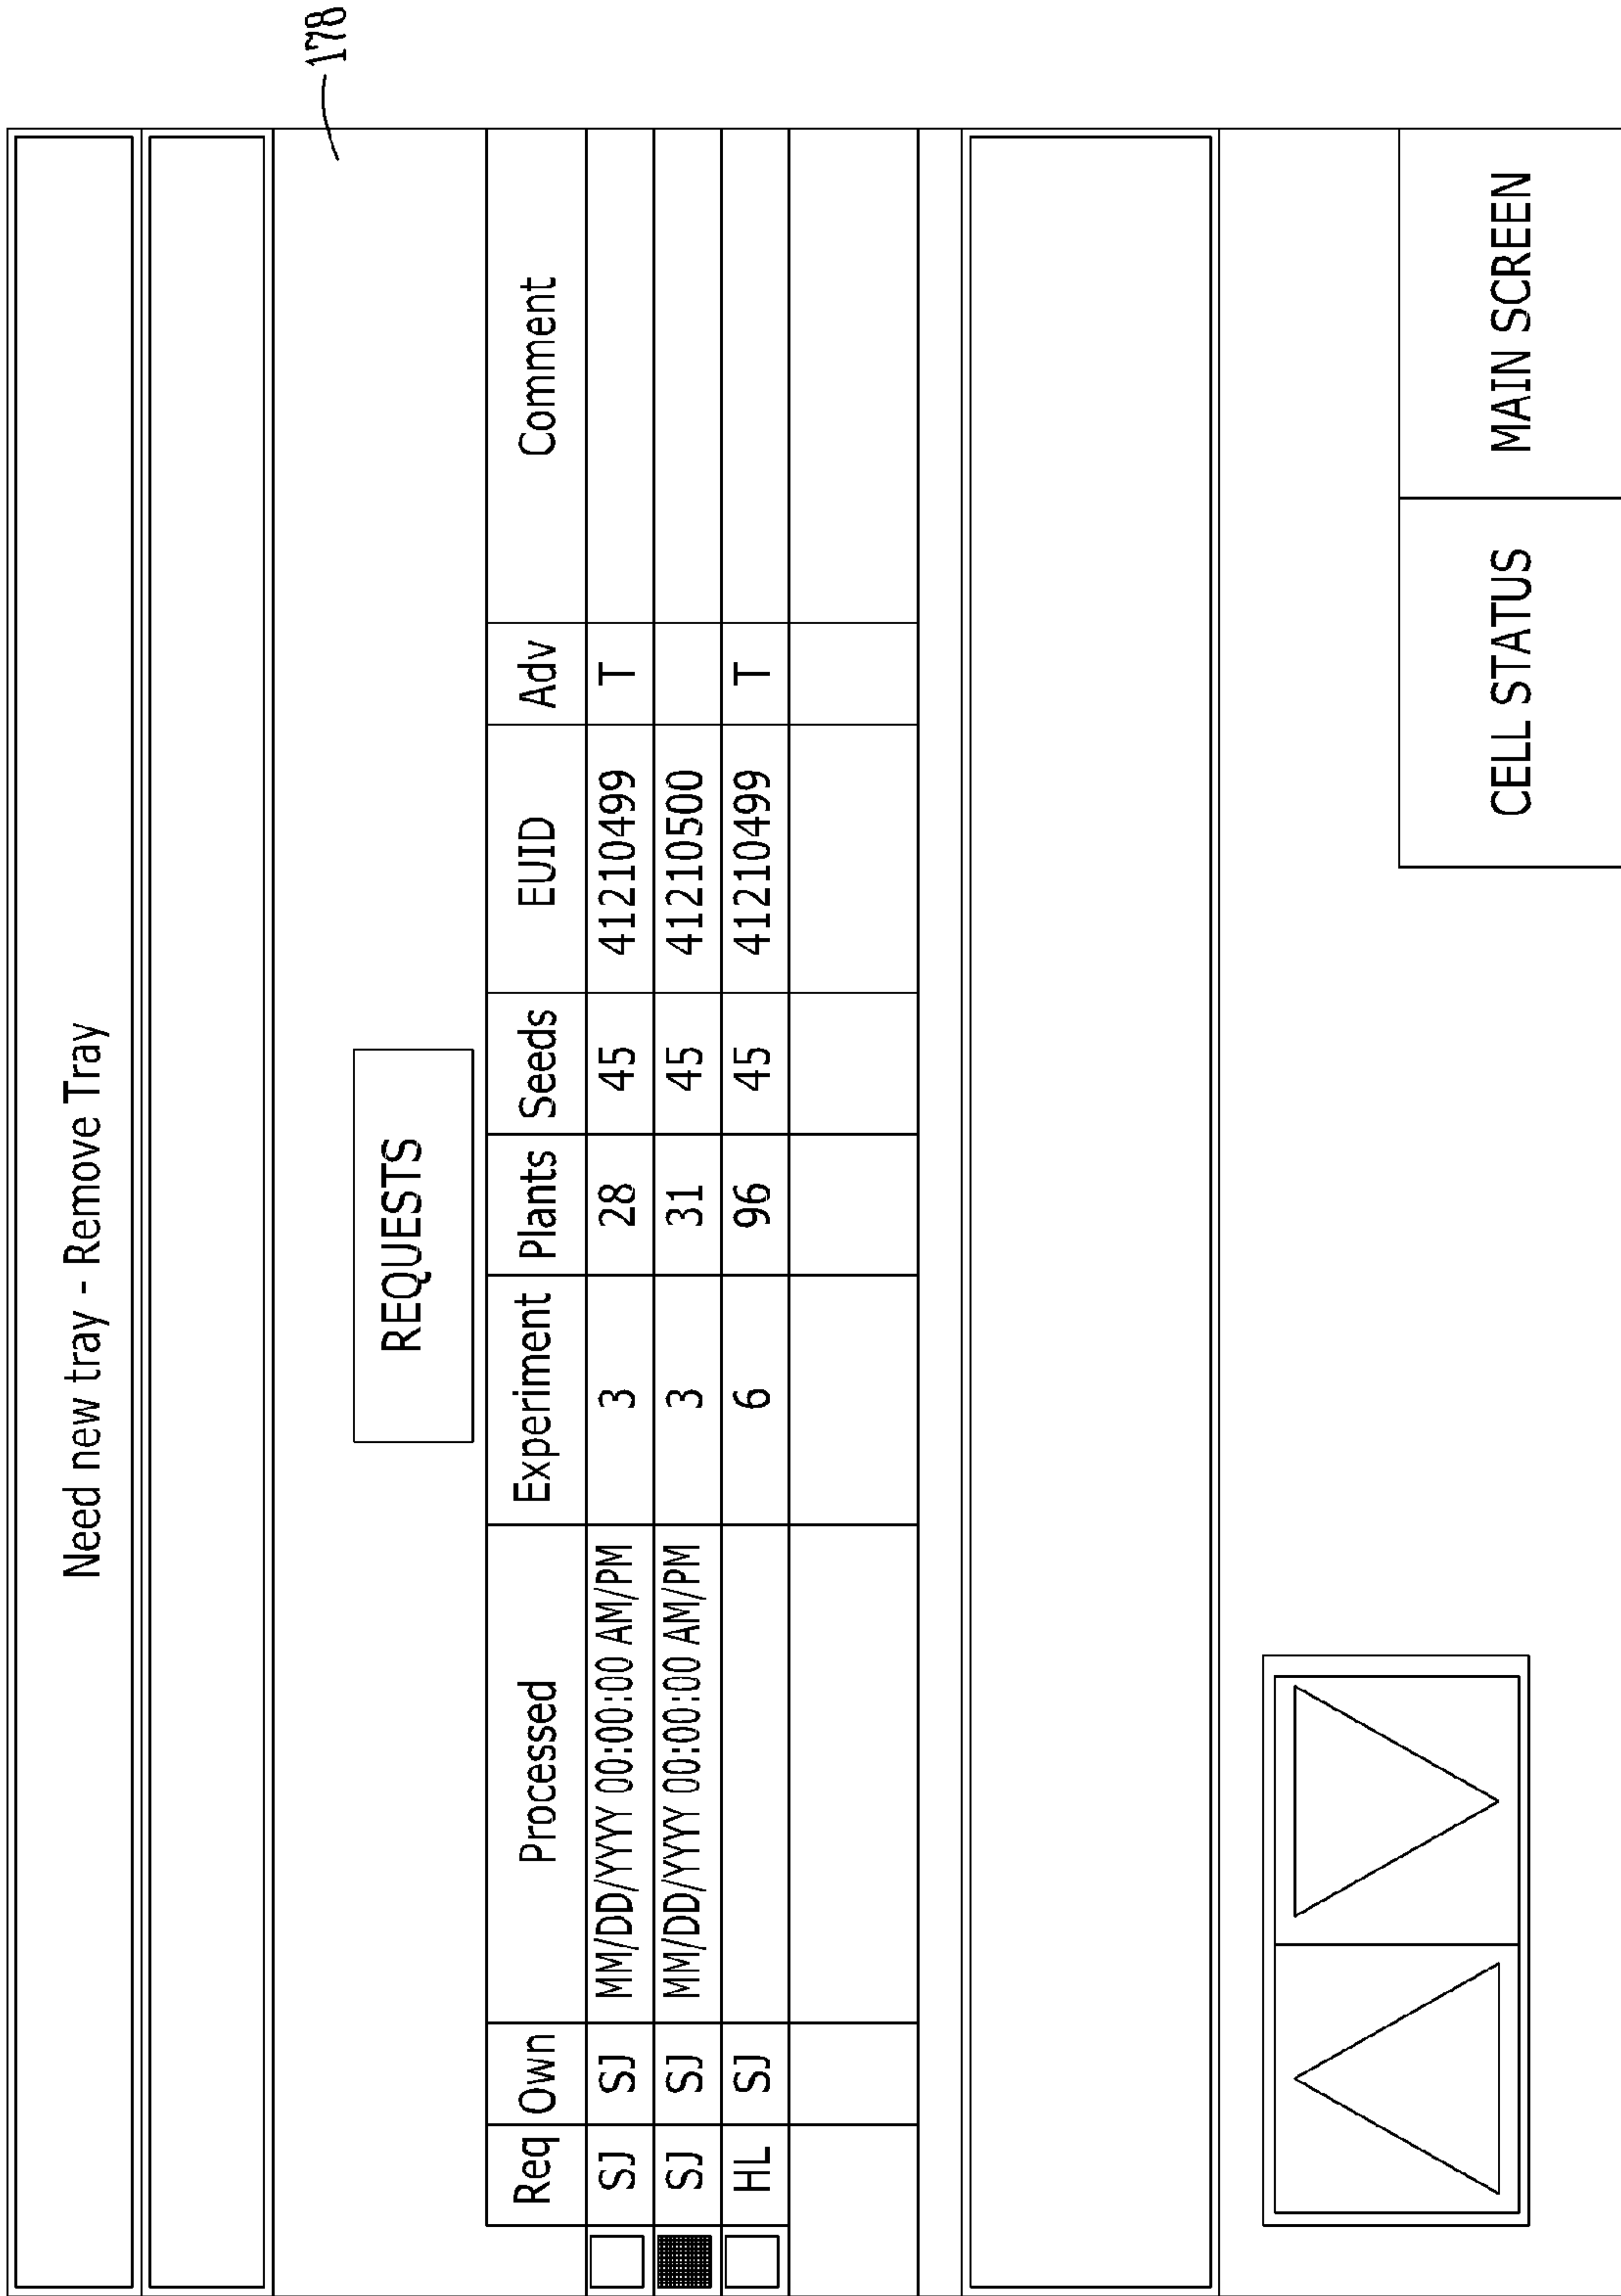 178
Need new tray - Remove Tray
REQUESTS
Req Own Processed Experiment Plants Seeds EUID Adv Comment
SJ SJ MM/DD/YYYY 00:00:00 AM/PM 3 28 45 41210499 T
SJ SJ MM/DD/YYYY 00:00:00 AM/PM 3 31 45 41210500
HL SJ 6 96 45 41210499 T
CELL STATUS MAIN SCREEN